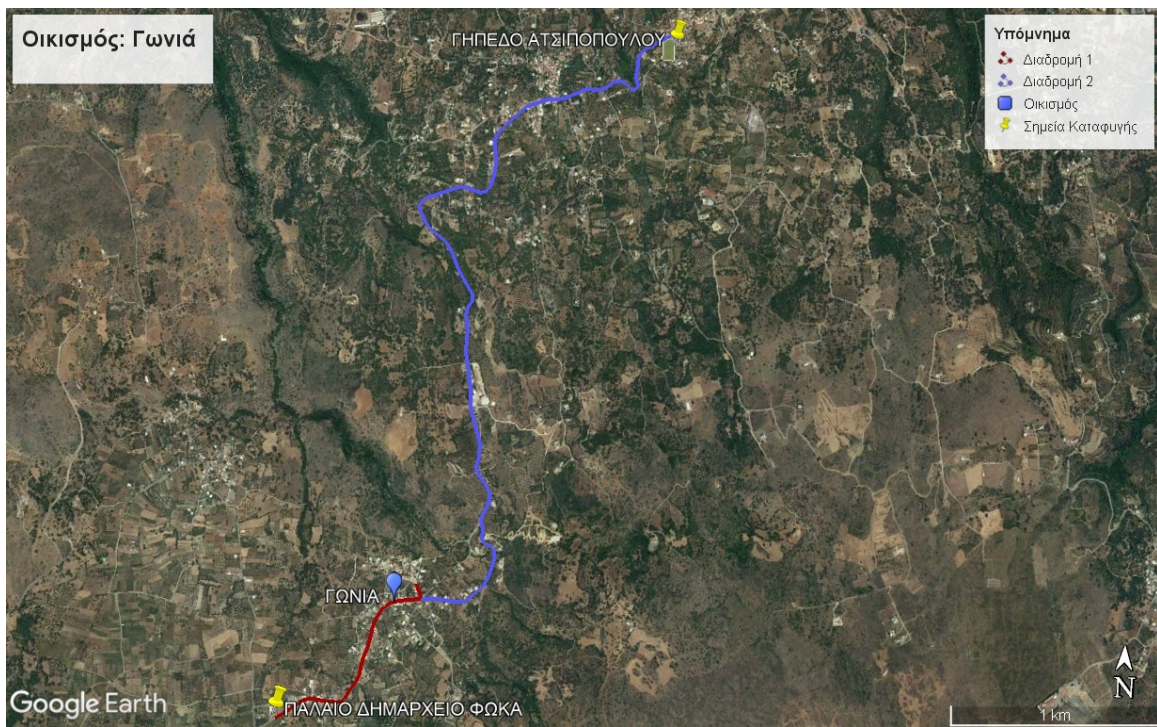 Οικισμός: Γωνιά
ΓΗΠΕΔΟ ΑΤΣΙΠΟΠΟΥΛΟΥ
Υπόμνημα
Διαδρομή 1
Διαδρομή 2
Οικισμός
Σημεία Καταφυγής
ΓΩΝΙΑ
ΠΑΛΑΙΟ ΔΗΜΑΡΧΕΙΟ ΦΩΚΑ
Google Earth
N
1 km